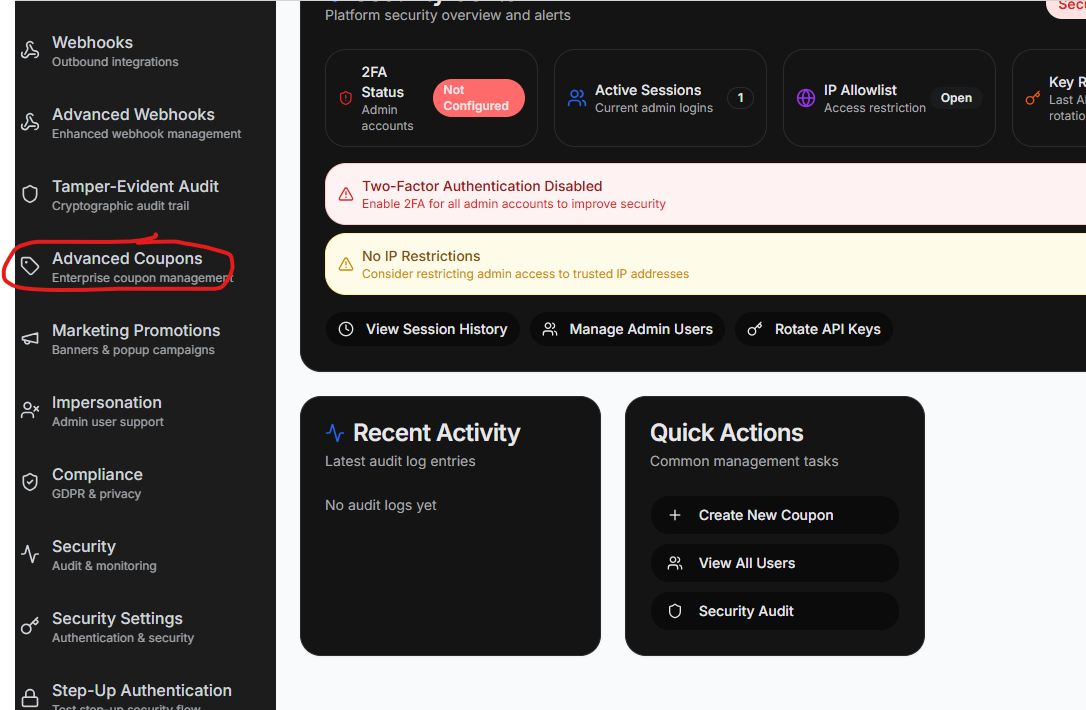 Webhooks
Outbound integrations
Advanced Webhooks
Enhanced webhook management
Tamper-Evident Audit
Cryptographic audit trail
Advanced Coupons
Enterprise coupon management
Marketing Promotions
Banners & popup campaigns
Impersonation
Admin user support
Compliance
GDPR & privacy
Security
Audit & monitoring
Security Settings
Authentication & security
Step-Up Authentication
Test step-up security flow
Platform security overview and alerts
2FA
Status
Admin
accounts
Not
Configured
Active Sessions
Current admin logins
1
IP Allowlist
Access restriction
Open
Key R
Last A
rotatio
Two-Factor Authentication Disabled
Enable 2FA for all admin accounts to improve security
No IP Restrictions
Consider restricting admin access to trusted IP addresses
View Session History
Manage Admin Users
Rotate API Keys
Recent Activity
Latest audit log entries
No audit logs yet
Quick Actions
Common management tasks
Create New Coupon
View All Users
Security Audit